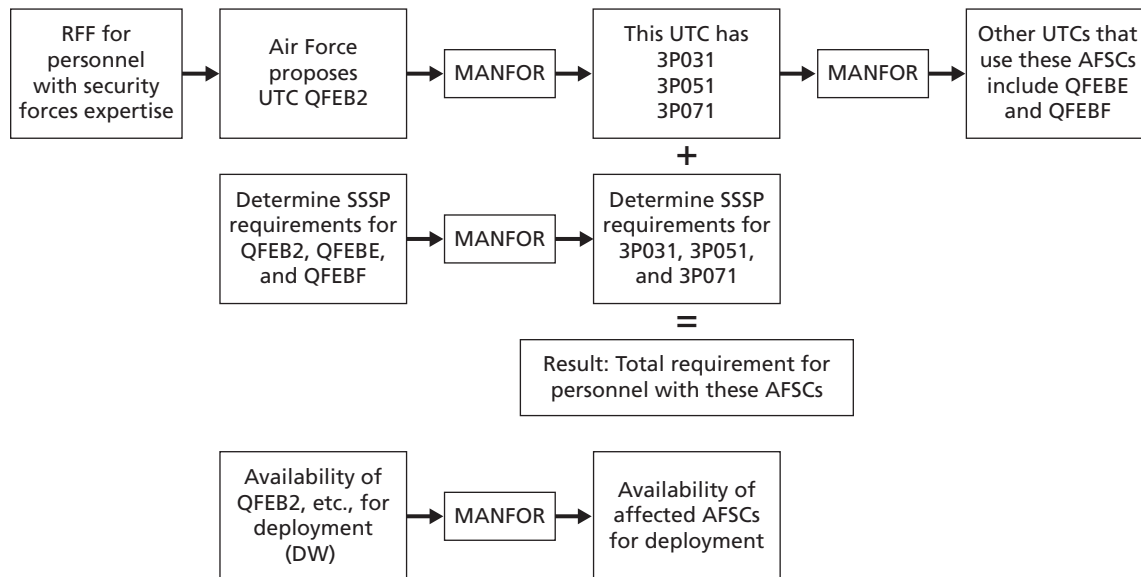 RFF for
personnel
with security
forces expertise
Air Force
proposes
UTC QFEB2
MANFOR
This UTC has
3P031
3P051
3P071
MANFOR
Other UTCs that
use these AFSCs
include QFEBE
and QFEBF
+
Determine SSSP
requirements for
QFEB2, QFEBE,
and QFEBF
MANFOR
Determine SSSP
requirements for
3P031, 3P051,
and 3P071
=
Result: Total requirement for
personnel with these AFSCs
Availability of
QFEB2, etc., for
deployment
(DW)
MANFOR
Availability of
affected AFSCs
for deployment